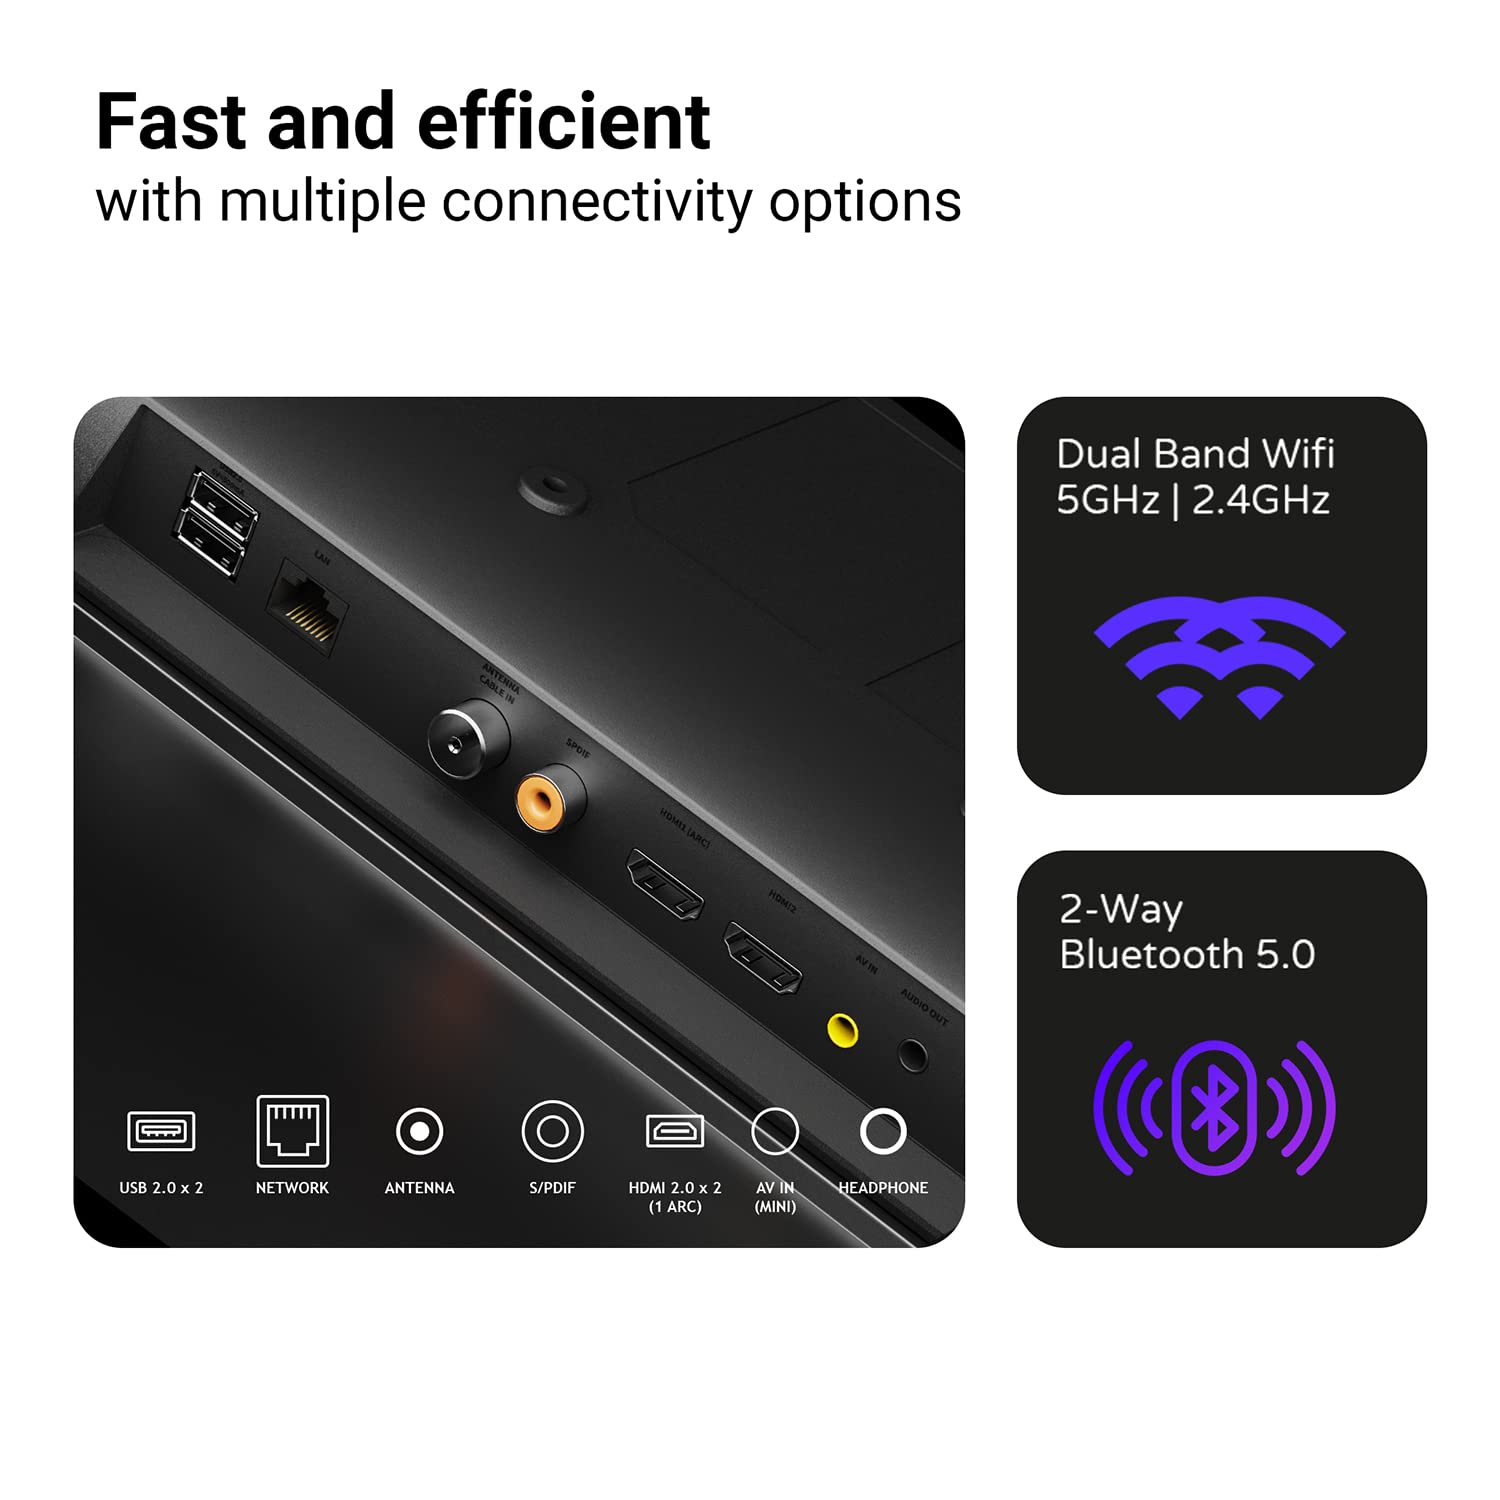 Fast and efficient
with multiple connectivity options
LAN
ANTENNA
CABLE IN
SPDIF
HDMI1 (ARC)
HDMI2
AV IN
AUDIO OUT
USB 2.0 x 2
NETWORK
ANTENNA
S/PDIF
HDMI 2.0 x 2
(1 ARC)
AV IN
(MINI)
HEADPHONE
Dual Band Wifi
5GHz | 2.4GHz
2-Way
Bluetooth 5.0